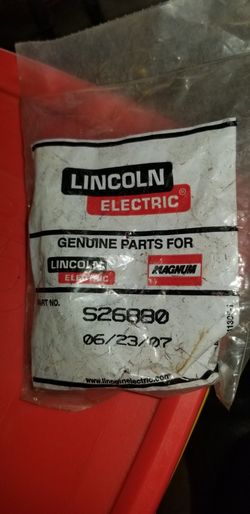 LINCOLN
ELECTRIC
®
GENUINE PARTS FOR
LINCOLN
ELECTRIC
MAGNUM
PART NO.
S26880
06/23/07
www.lincolnelectric.com